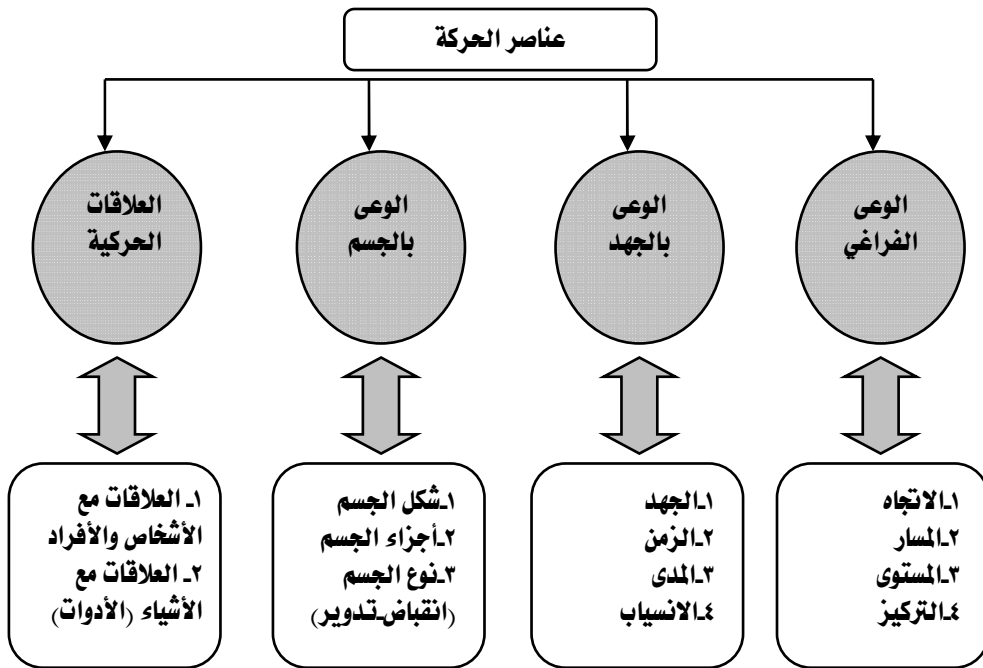 عناصر الحركة
الوعى
الفراغي
الوعى
بالجهد
الوعى
بالجسم
العلاقات
الحركية
١ـالاتجاه
٢ـالمسار
٣ـالمستوى
٤ـالتركيز
١ـالجهد
٢ـالزمن
٣ـالمدى
٤ـالانسياب
١ـشكل الجسم
٢ـأجزاء الجسم
٣ـنوع الجسم
(انقباض-تدوير)
١ـ العلاقات مع
الأشخاص والأفراد
٢ـ العلاقات مع
الأشياء (الأدوات)